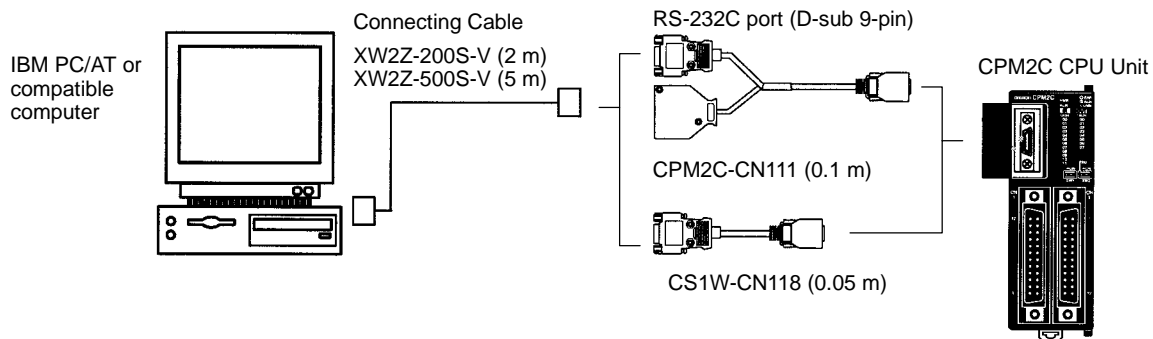 IBM PC/AT or
compatible
computer
Connecting Cable
XW2Z-200S-V (2 m)
XW2Z-500S-V (5 m)
RS-232C port (D-sub 9-pin)
CPM2C-CN111 (0.1 m)
CS1W-CN118 (0.05 m)
CPM2C CPU Unit
CPM2C